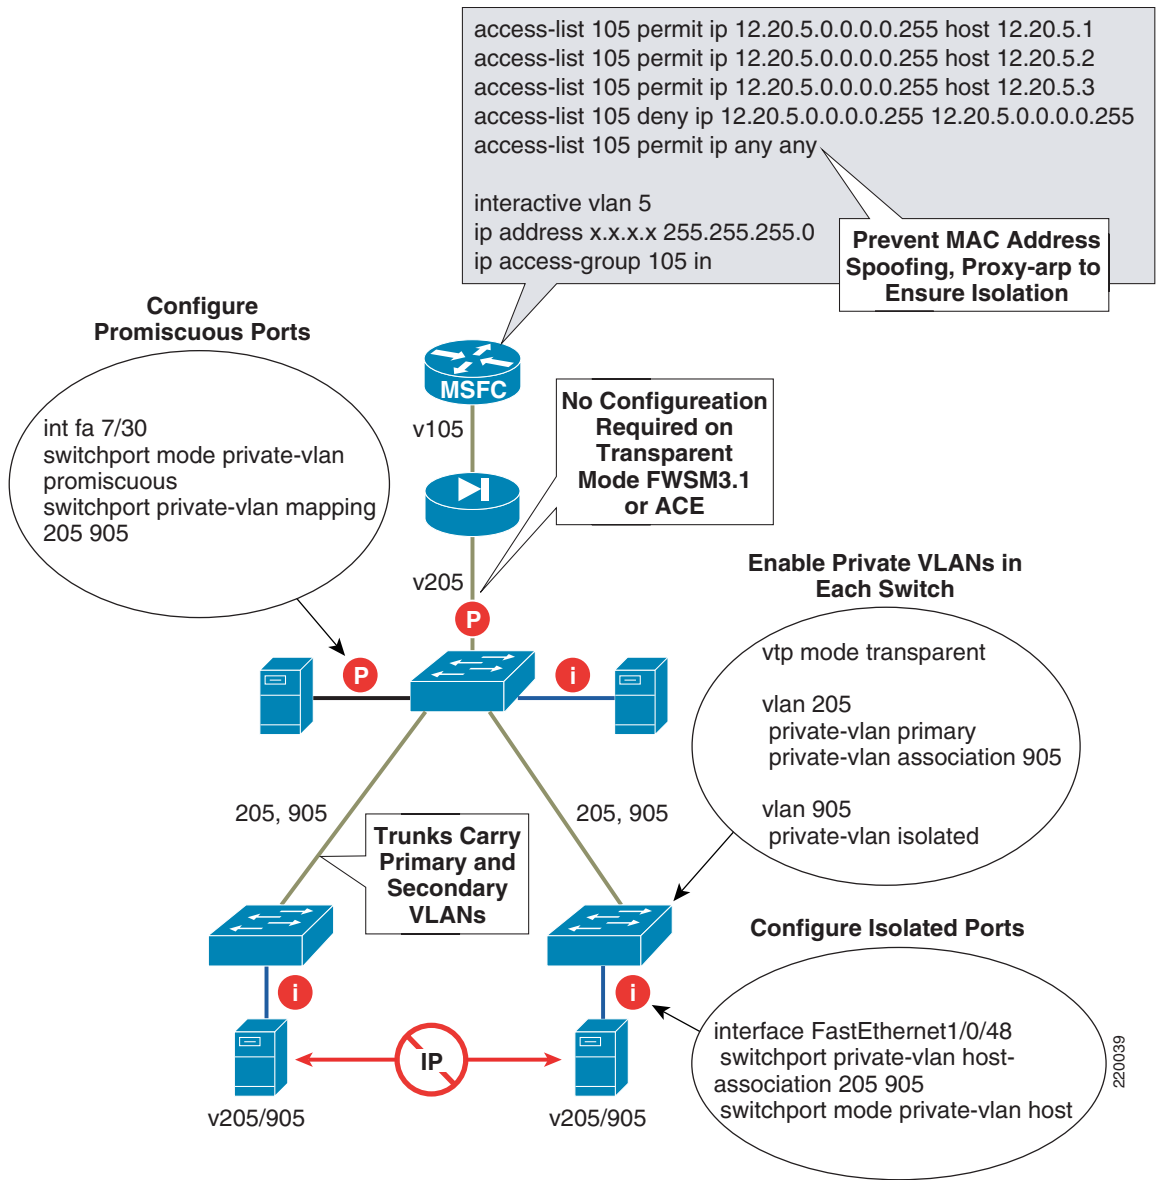 access-list 105 permit ip 12.20.5.0.0.0.0.255 host 12.20.5.1
access-list 105 permit ip 12.20.5.0.0.0.0.255 host 12.20.5.2
access-list 105 permit ip 12.20.5.0.0.0.0.255 host 12.20.5.3
access-list 105 deny ip 12.20.5.0.0.0.0.255 12.20.5.0.0.0.0.255
access-list 105 permit ip any any
interactive vlan 5
ip address x.x.x.x 255.255.255.0
ip access-group 105 in
Prevent MAC Address
Spoofing, Proxy-arp to
Ensure Isolation
Configure
Promiscuous Ports
int fa 7/30
switchport mode private-vlan
promiscuous
switchport private-vlan mapping
205 905
MSFC
v105
No Configureation
Required on
Transparent
Mode FWSM3.1
or ACE
v205
P
P
i
Enable Private VLANs in
Each Switch
vtp mode transparent
vlan 205
private-vlan primary
private-vlan association 905
vlan 905
private-vlan isolated
205, 905
205, 905
Trunks Carry
Primary and
Secondary
VLANs
Configure Isolated Ports
i
i
interface FastEthernet1/0/48
switchport private-vlan host-
association 205 905
switchport mode private-vlan host
IP
v205/905
v205/905
220039